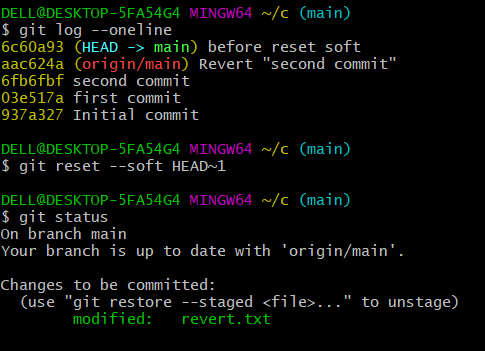 DELL@DESKTOP-5FA54G4 MINGW64 ~/c (main)
$ git log --oneline
6c60a93 (HEAD -> main) before reset soft
aac624a (origin/main) Revert "second commit"
6fb6fbf second commit
03e517a first commit
937a327 Initial commit
DELL@DESKTOP-5FA54G4 MINGW64 ~/c (main)
$ git reset --soft HEAD~1
DELL@DESKTOP-5FA54G4 MINGW64 ~/c (main)
$ git status
On branch main
Your branch is up to date with 'origin/main'.
Changes to be committed:
  (use "git restore --staged <file>..." to unstage)
        modified:   revert.txt